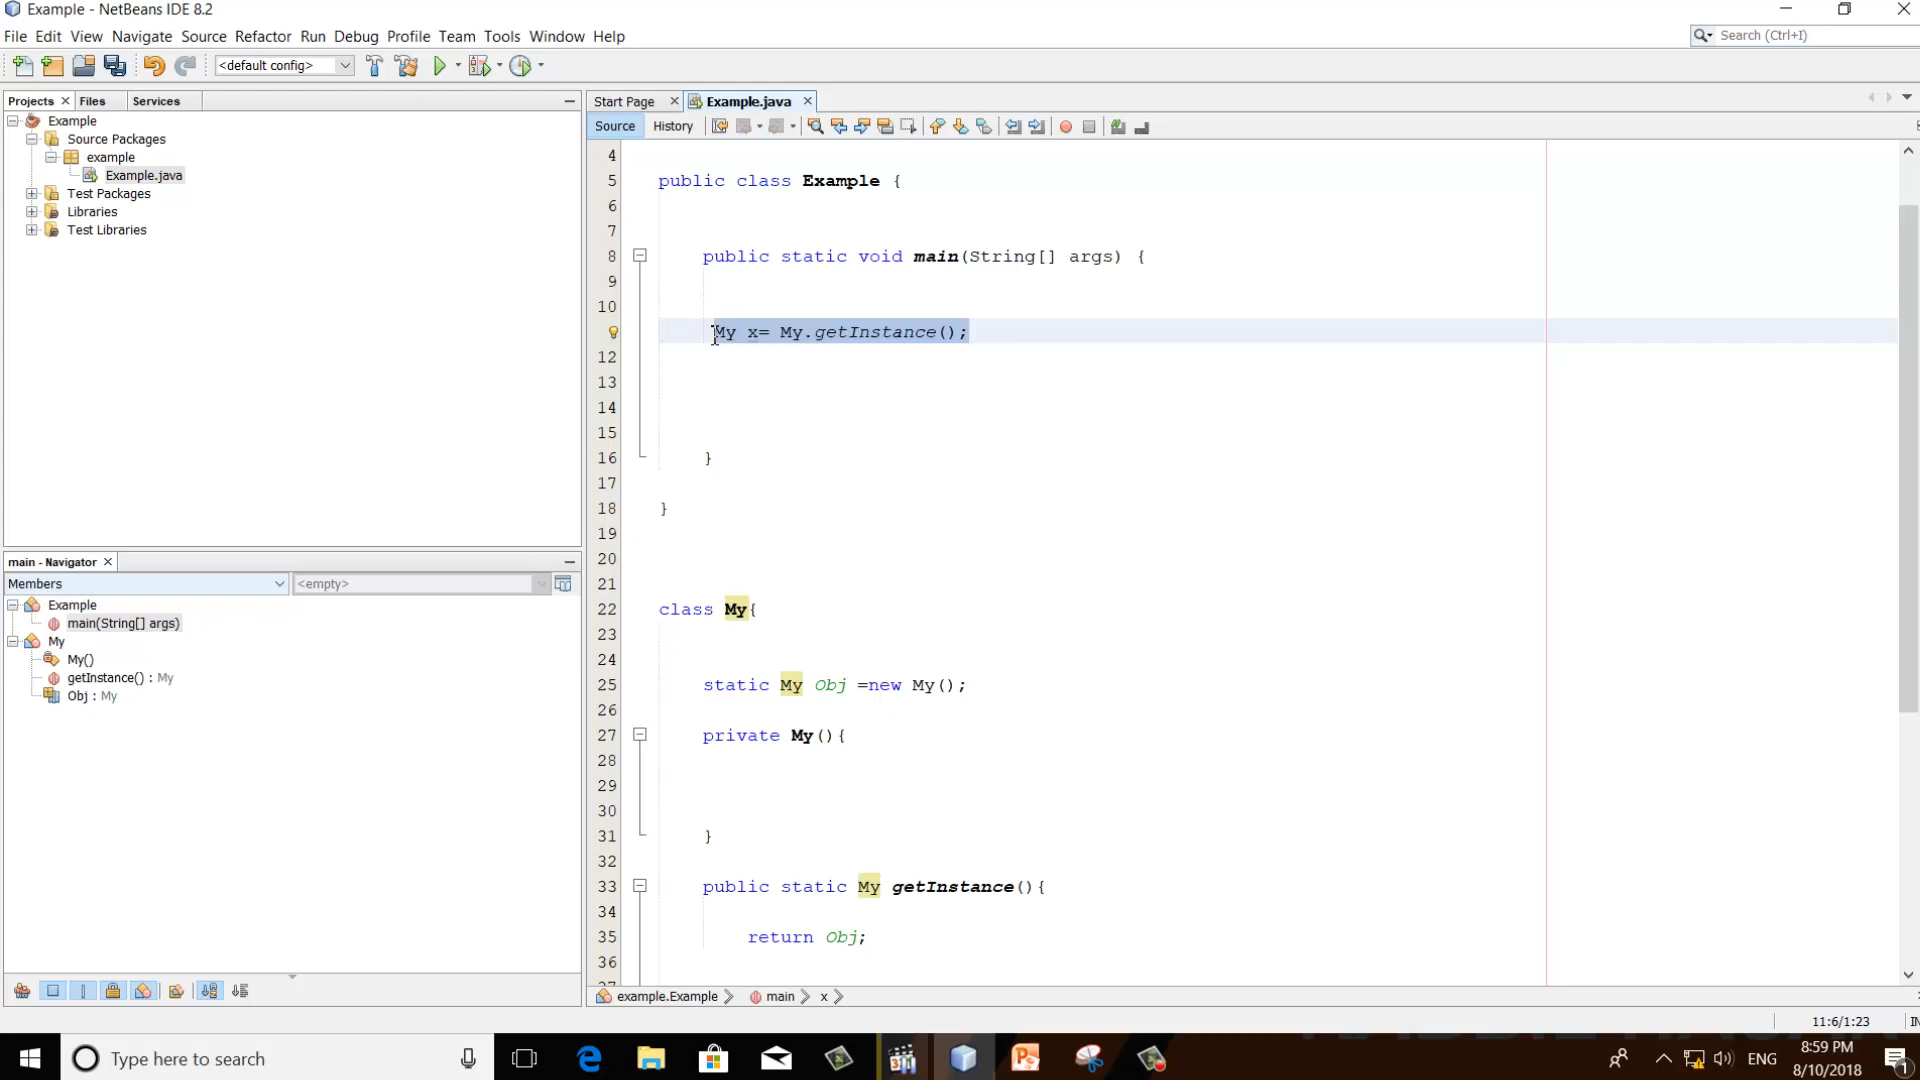 Example - NetBeans IDE 8.2
File Edit View Navigate Source Refactor Run Debug Profile Team Tools Window Help
Search (Ctrl+I)
<default config>
Projects Files Services
Example
Source Packages
example
Example.java
Test Packages
Libraries
Test Libraries
main - Navigator
Members <empty>
Example
main(String[] args)
My
My()
getInstance() : My
Obj : My
Start Page Example.java
Source History
4
5 public class Example {
6
7
8 public static void main(String[] args) {
9
10
My x= My.getInstance();
12
13
14
15
16 }
17
18 }
19
20
21
22 class My{
23
24
25 static My Obj =new My();
26
27 private My(){
28
29
30
31 }
32
33 public static My getInstance(){
34
35 return Obj;
36
example.Example main x
11:6/1:23
Type here to search
ENG
8:59 PM
8/10/2018
1